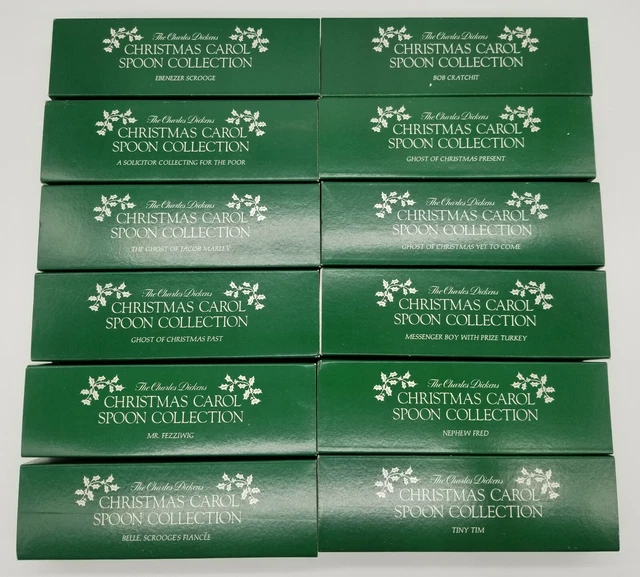 The Charles Dickens
CHRISTMAS CAROL
SPOON COLLECTION
EBENEZER SCROOGE
The Charles Dickens
CHRISTMAS CAROL
SPOON COLLECTION
BOB CRATCHIT
The Charles Dickens
CHRISTMAS CAROL
SPOON COLLECTION
A SOLICITOR COLLECTING FOR THE POOR
The Charles Dickens
CHRISTMAS CAROL
SPOON COLLECTION
GHOST OF CHRISTMAS PRESENT
The Charles Dickens
CHRISTMAS CAROL
SPOON COLLECTION
THE GHOST OF JACOB MARLEY
The Charles Dickens
CHRISTMAS CAROL
SPOON COLLECTION
GHOST OF CHRISTMAS YET TO COME
The Charles Dickens
CHRISTMAS CAROL
SPOON COLLECTION
GHOST OF CHRISTMAS PAST
The Charles Dickens
CHRISTMAS CAROL
SPOON COLLECTION
MESSENGER BOY WITH PRIZE TURKEY
The Charles Dickens
CHRISTMAS CAROL
SPOON COLLECTION
MR. FEZZIWIG
The Charles Dickens
CHRISTMAS CAROL
SPOON COLLECTION
NEPHEW FRED
The Charles Dickens
CHRISTMAS CAROL
SPOON COLLECTION
BELLE, SCROOGE'S FIANCÉE
The Charles Dickens
CHRISTMAS CAROL
SPOON COLLECTION
TINY TIM